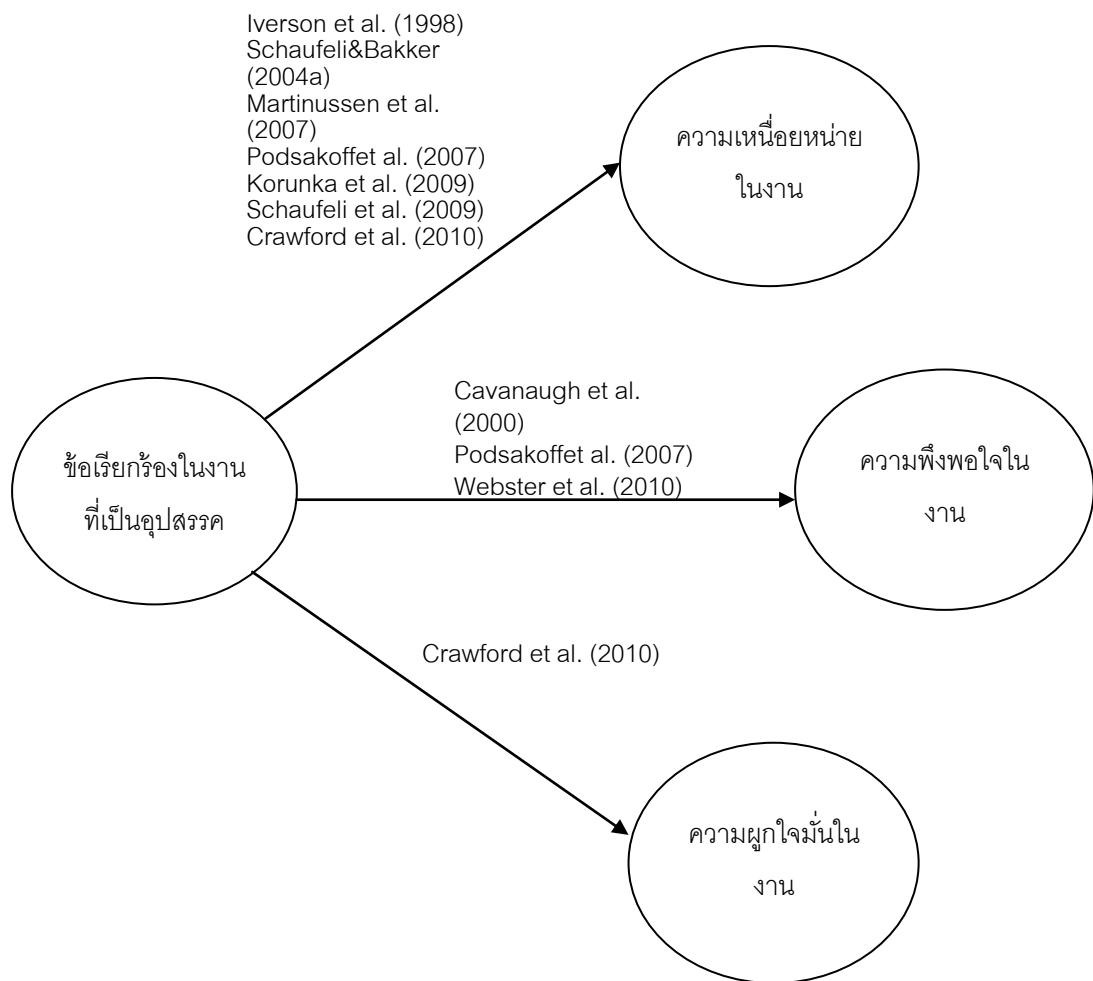 Iverson et al. (1998)
Schaufeli&Bakker
(2004a)
Martinussen et al.
(2007)
Podsakoffet al. (2007)
Korunka et al. (2009)
Schaufeli et al. (2009)
Crawford et al. (2010)
ความเหนื่อยหน่าย
ในงาน
ข้อเรียกร้องในงาน
ที่เป็นอุปสรรค
Cavanaugh et al.
(2000)
Podsakoffet al. (2007)
Webster et al. (2010)
ความพึงพอใจใน
งาน
Crawford et al. (2010)
ความผูกใจมั่นใน
งาน